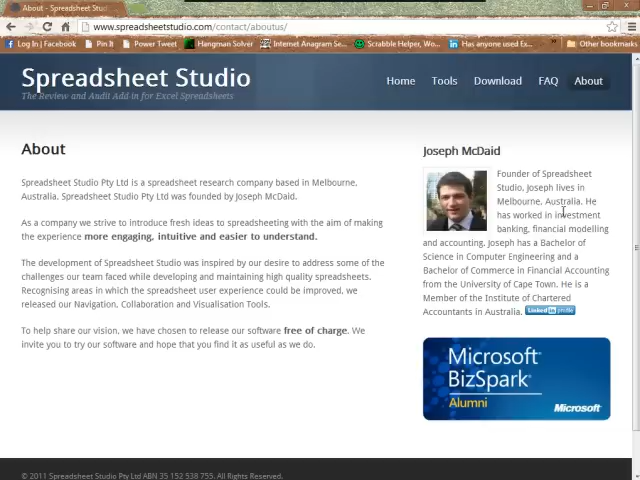 About - Spreadsheet Studi
www.spreadsheetstudio.com/contact/aboutus/
Log In | Facebook Pin It Power Tweet Hangman Solver Internet Anagram Se... Scrabble Helper, Wo... Has anyone used Ex... » Other bookmarks
Spreadsheet Studio
The Review and Audit Add-in for Excel Spreadsheets
Home Tools Download FAQ About
About
Spreadsheet Studio Pty Ltd is a spreadsheet research company based in Melbourne,
Australia. Spreadsheet Studio Pty Ltd was founded by Joseph McDaid.
As a company we strive to introduce fresh ideas to spreadsheeting with the aim of making
the experience more engaging, intuitive and easier to understand.
The development of Spreadsheet Studio was inspired by our desire to address some of the
challenges our team faced while developing and maintaining high quality spreadsheets.
Recognising areas in which the spreadsheet user experience could be improved, we
released our Navigation, Collaboration and Visualisation Tools.
To help share our vision, we have chosen to release our software free of charge. We
invite you to try our software and hope that you find it as useful as we do.
Joseph McDaid
Founder of Spreadsheet
Studio. Joseph lives in
Melbourne, Australia. He
has worked in investment
banking, financial modelling
and accounting. Joseph has a Bachelor of
Science in Computer Engineering and a
Bachelor of Commerce in Financial Accounting
from the University of Cape Town. He is a
Member of the Institute of Chartered
Accountants in Australia. Linked in profile
Microsoft®
BizSpark™
Alumni
Microsoft®
© 2011 Spreadsheet Studio Pty Ltd ABN 35 152 538 755. All Rights Reserved.